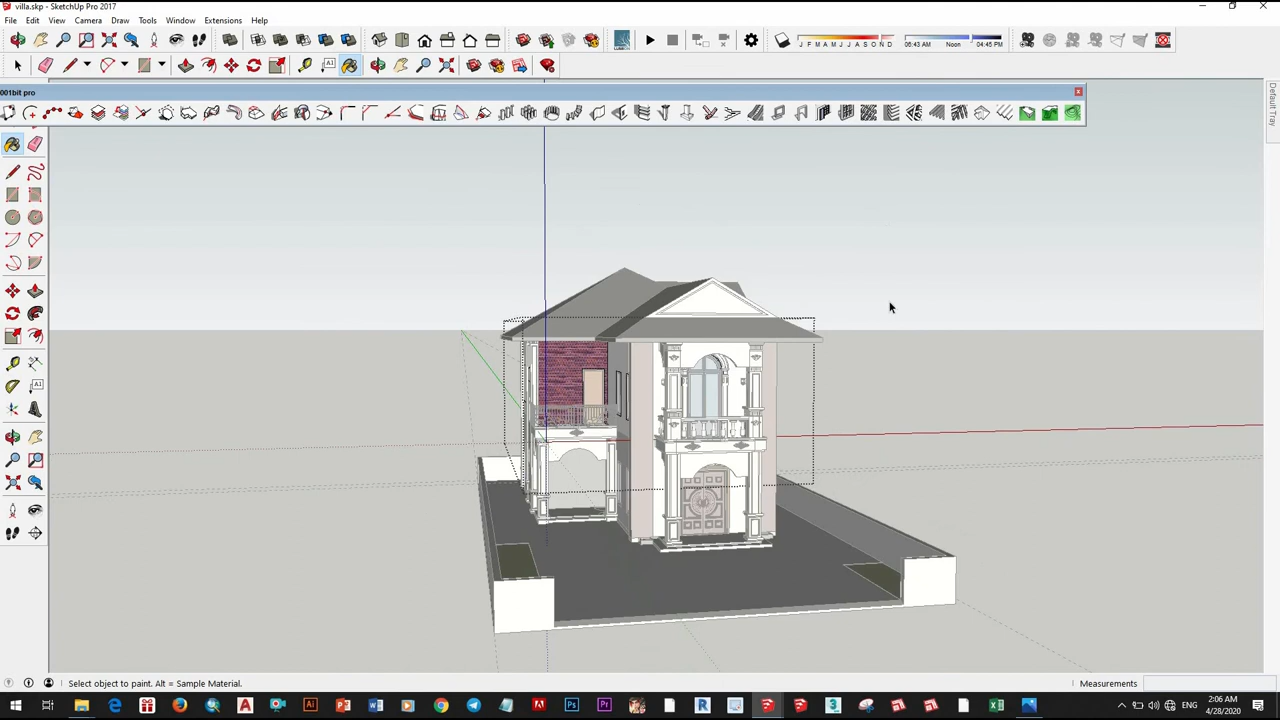 villa.skp - SketchUp Pro 2017
File Edit View Camera Draw Tools Window Extensions Help
J F M A M J J A S O N D 06:43 AM Noon 04:45 PM
001bit pro
Default Tray
Select object to paint. Alt = Sample Material. Measurements
ENG 2:06 AM
4/28/2020